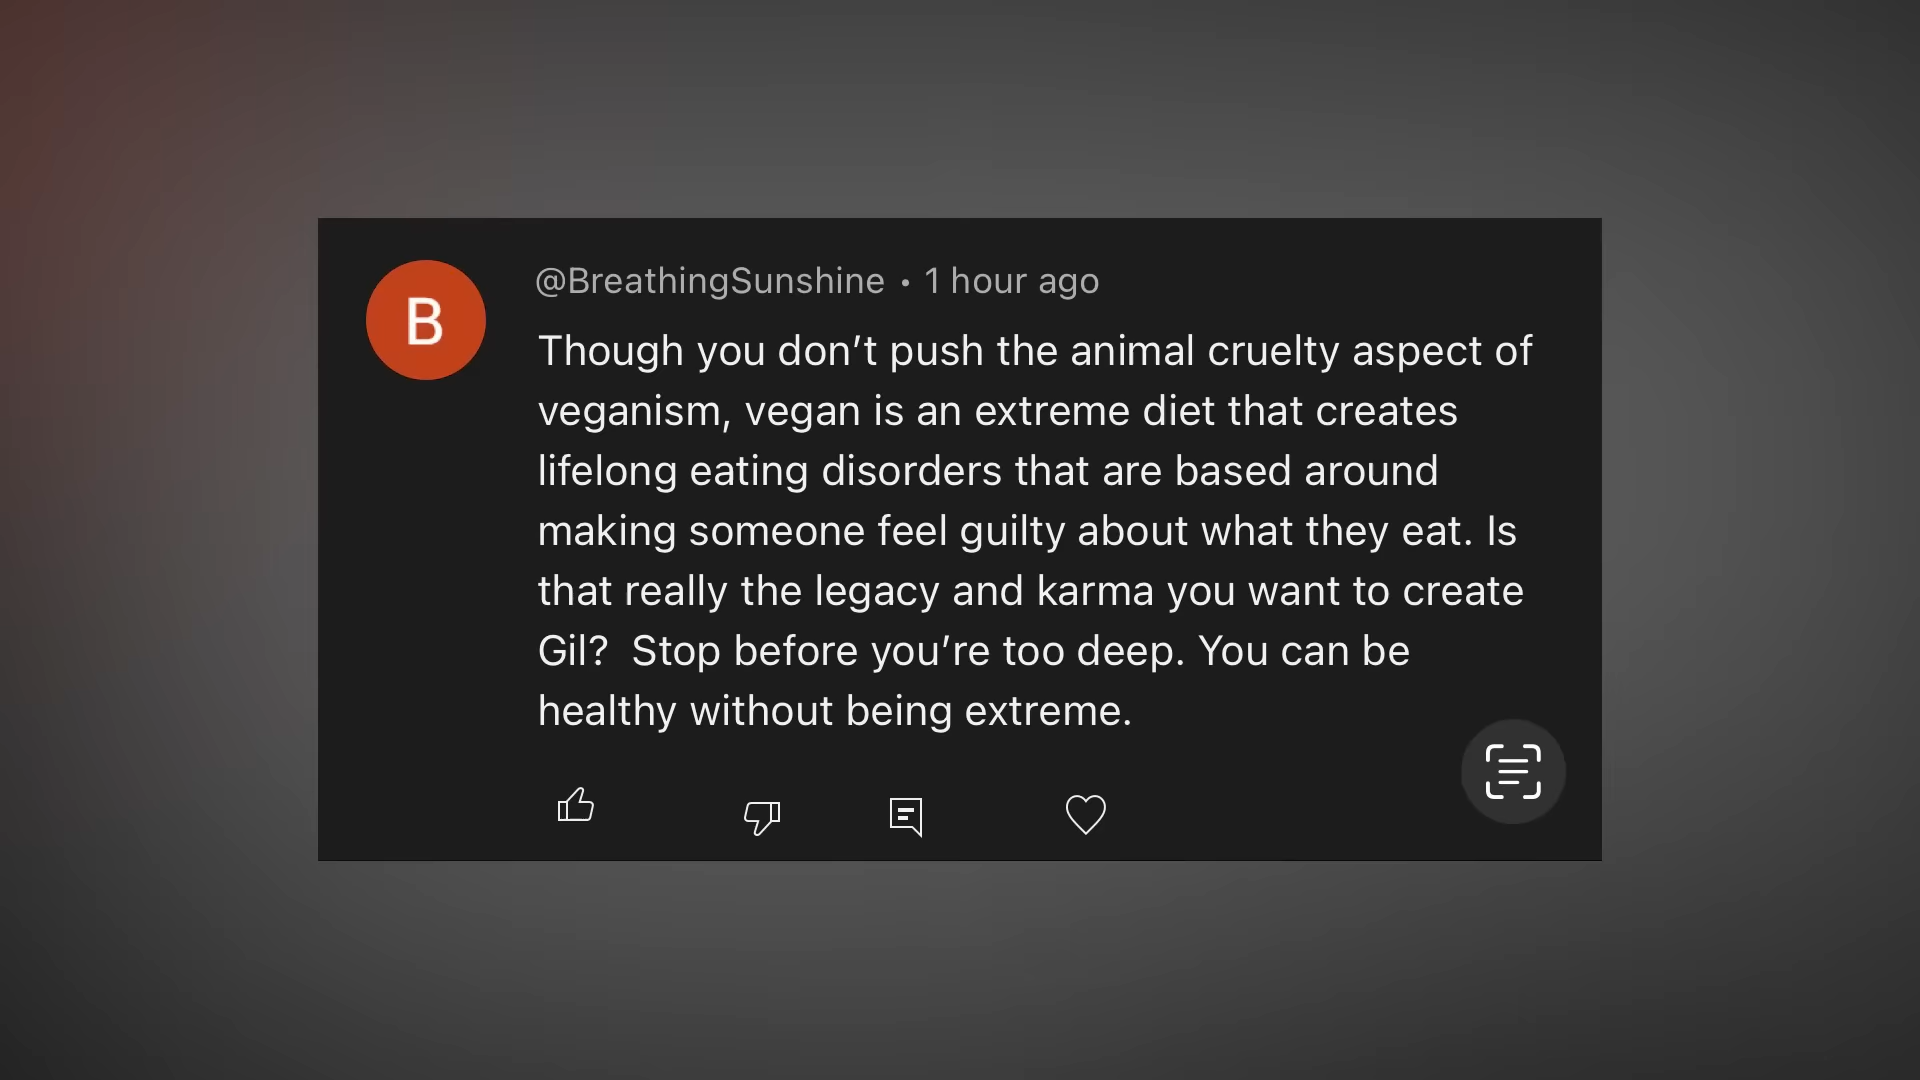 B
@BreathingSunshine • 1 hour ago
Though you don’t push the animal cruelty aspect of
veganism, vegan is an extreme diet that creates
lifelong eating disorders that are based around
making someone feel guilty about what they eat. Is
that really the legacy and karma you want to create
Gil?  Stop before you’re too deep. You can be
healthy without being extreme.